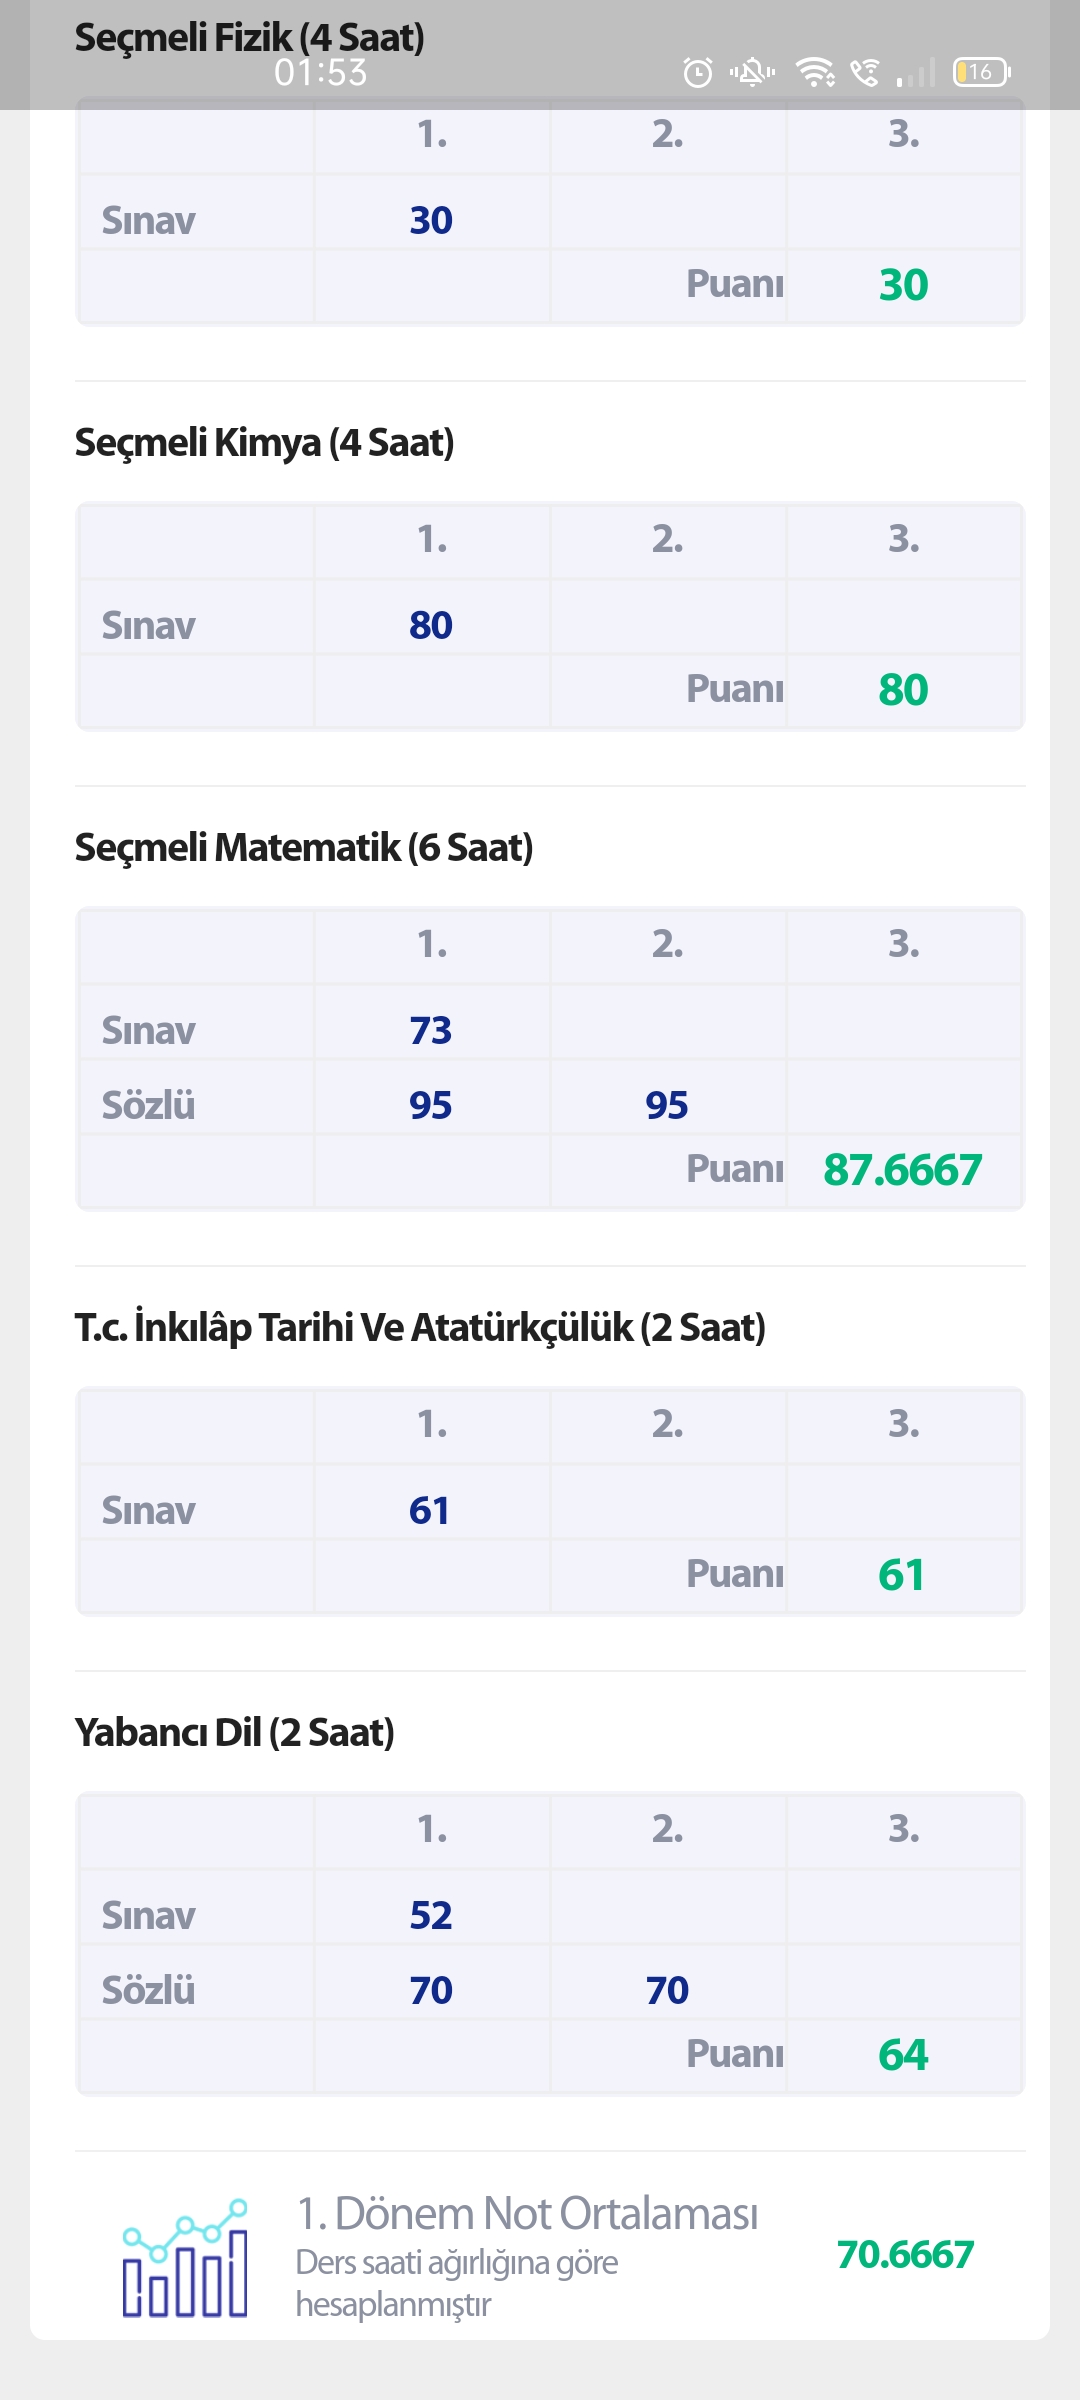 Seçmeli Fizik (4 Saat)
01:53
16
1. 2. 3.
Sınav 30
Puanı 30
Seçmeli Kimya (4 Saat)
1. 2. 3.
Sınav 80
Puanı 80
Seçmeli Matematik (6 Saat)
1. 2. 3.
Sınav 73
Sözlü 95 95
Puanı 87.6667
T.c. İnkılâp Tarihi Ve Atatürkçülük (2 Saat)
1. 2. 3.
Sınav 61
Puanı 61
Yabancı Dil (2 Saat)
1. 2. 3.
Sınav 52
Sözlü 70 70
Puanı 64
1. Dönem Not Ortalaması
Ders saati ağırlığına göre
hesaplanmıştır
70.6667